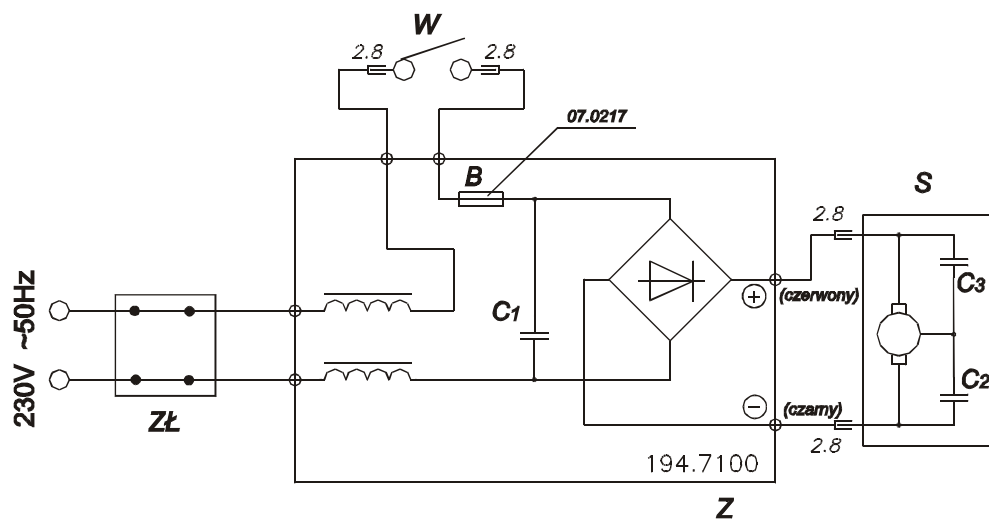 W
2.8
2.8
07.0217
B
S
2.8
230V ~50Hz
C1
+
(czerwony)
C3
ZŁ
−
(czarny)
C2
2.8
194.7100
Z